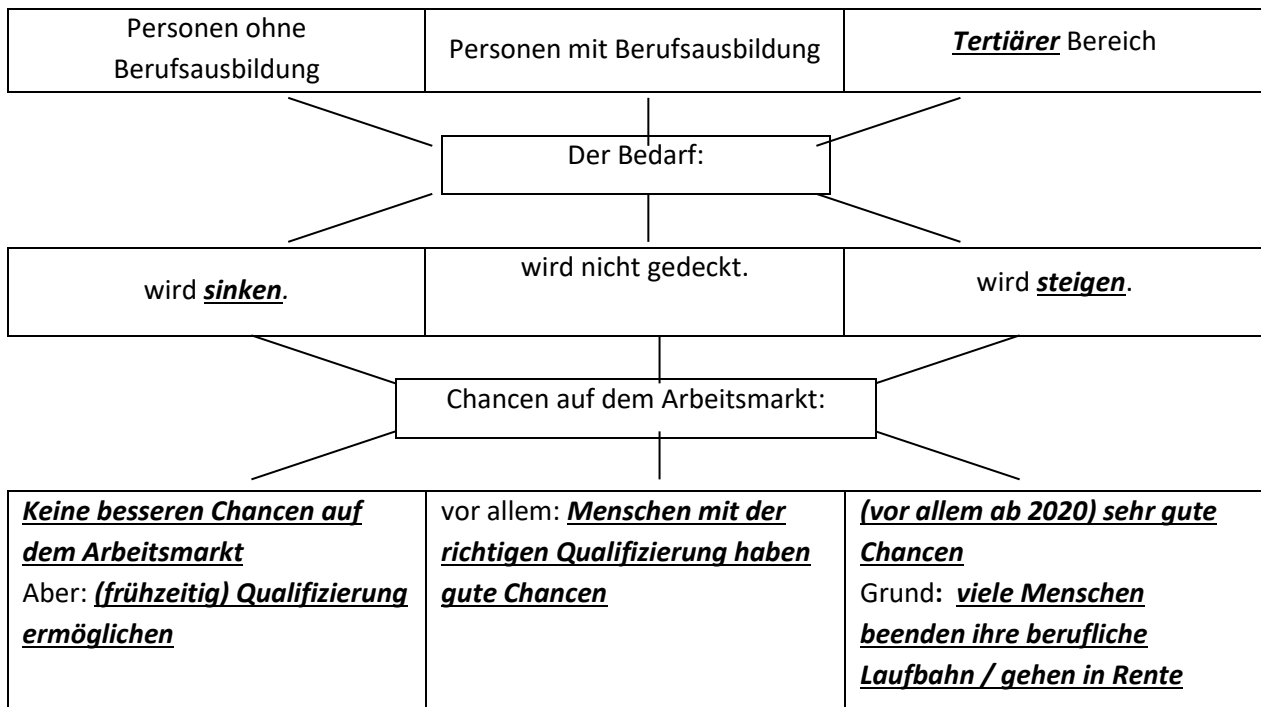 Personen ohne
Berufsausbildung
Personen mit Berufsausbildung
Tertiärer Bereich
Der Bedarf:
wird sinken.
wird nicht gedeckt.
wird steigen.
Chancen auf dem Arbeitsmarkt:
Keine besseren Chancen auf
dem Arbeitsmarkt
Aber: (frühzeitig) Qualifizierung
ermöglichen
vor allem: Menschen mit der
richtigen Qualifizierung haben
gute Chancen
(vor allem ab 2020) sehr gute
Chancen
Grund: viele Menschen
beenden ihre berufliche
Laufbahn / gehen in Rente